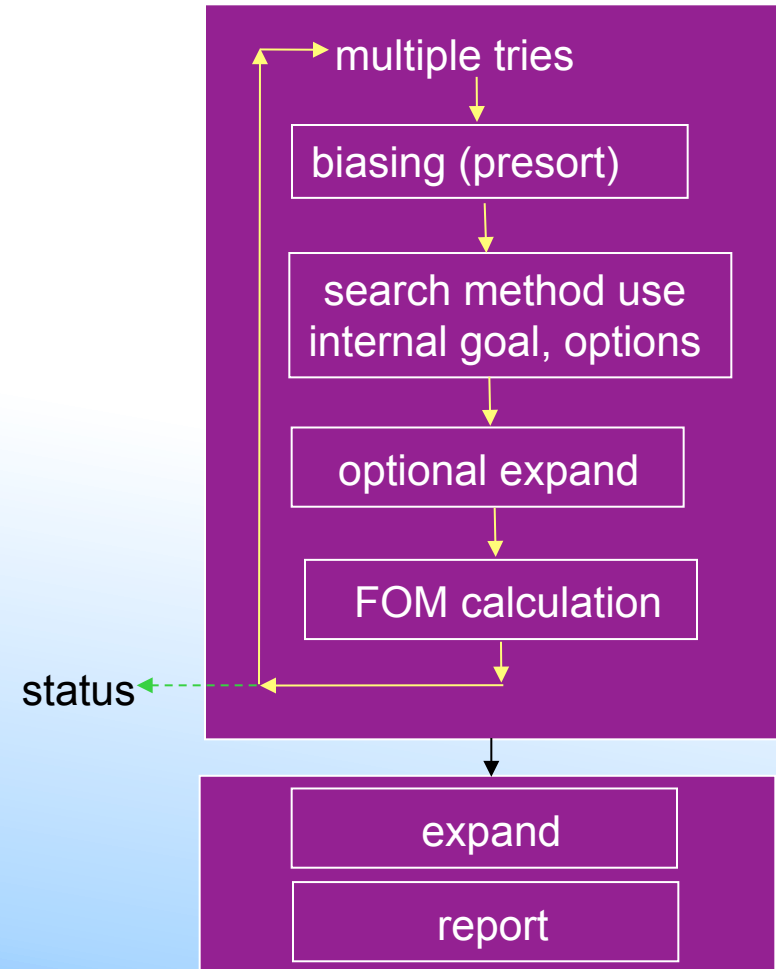 multiple tries
biasing (presort)
search method use
internal goal, options
optional expand
FOM calculation
status
expand
report